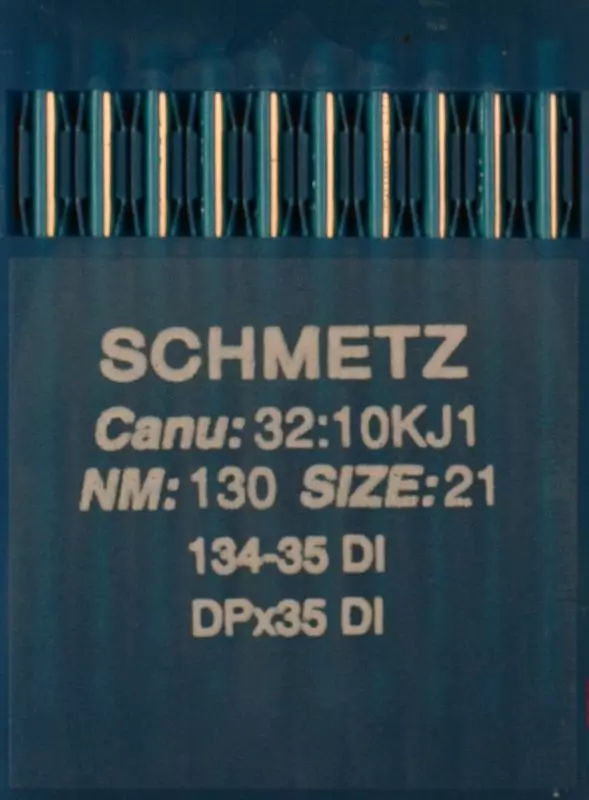 SCHMETZ
Canu: 32:10KJ1
NM: 130 SIZE: 21
134-35 DI
DPx35 DI